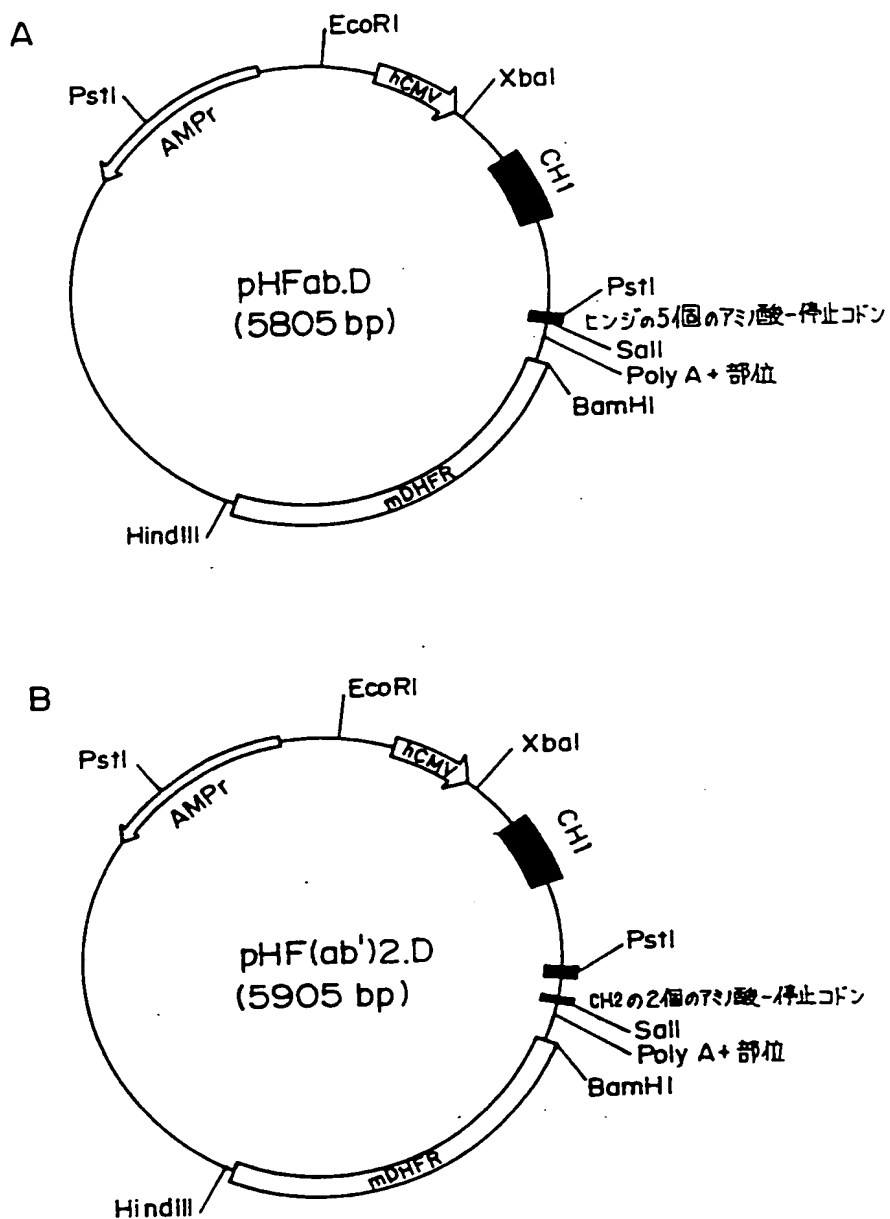 A
EcoRI
hCMV
XbaI
PstI
AMPr
CH1
pHFab.D
(5805 bp)
PstI
ヒンジの5個のアミノ酸-停止コドン
SalI
Poly A+ 部位
BamHI
mDHFR
HindIII
B
EcoRI
hCMV
XbaI
PstI
AMPr
CH1
pHF(ab')2.D
(5905 bp)
PstI
CH2の2個のアミノ酸-停止コドン
SalI
Poly A+ 部位
BamHI
mDHFR
HindIII